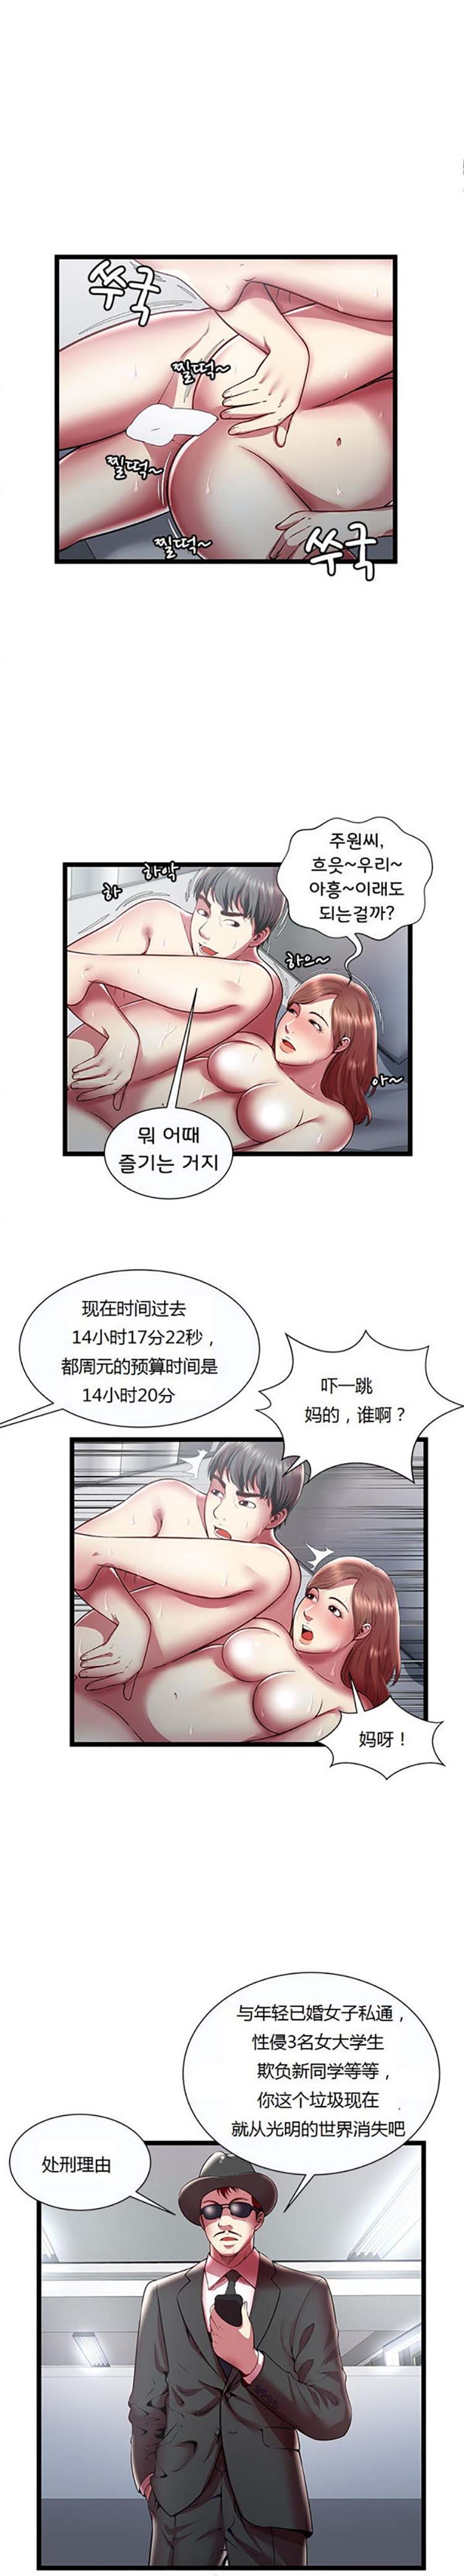 쑤국
찔떡~
찔떡~
찔떡~
쑤국
주원씨,
흐읏~우리~
아흥~이래도
되는걸까?
하악
하
하으~
아~
뭐 어때
즐기는 거지
现在时间过去
14小时17分22秒，
都周元的预算时间是
14小时20分
吓一跳
妈的，谁啊？
妈呀！
与年轻已婚女子私通，
性侵3名女大学生
欺负新同学等等，
你这个垃圾现在
就从光明的世界消失吧
处刑理由